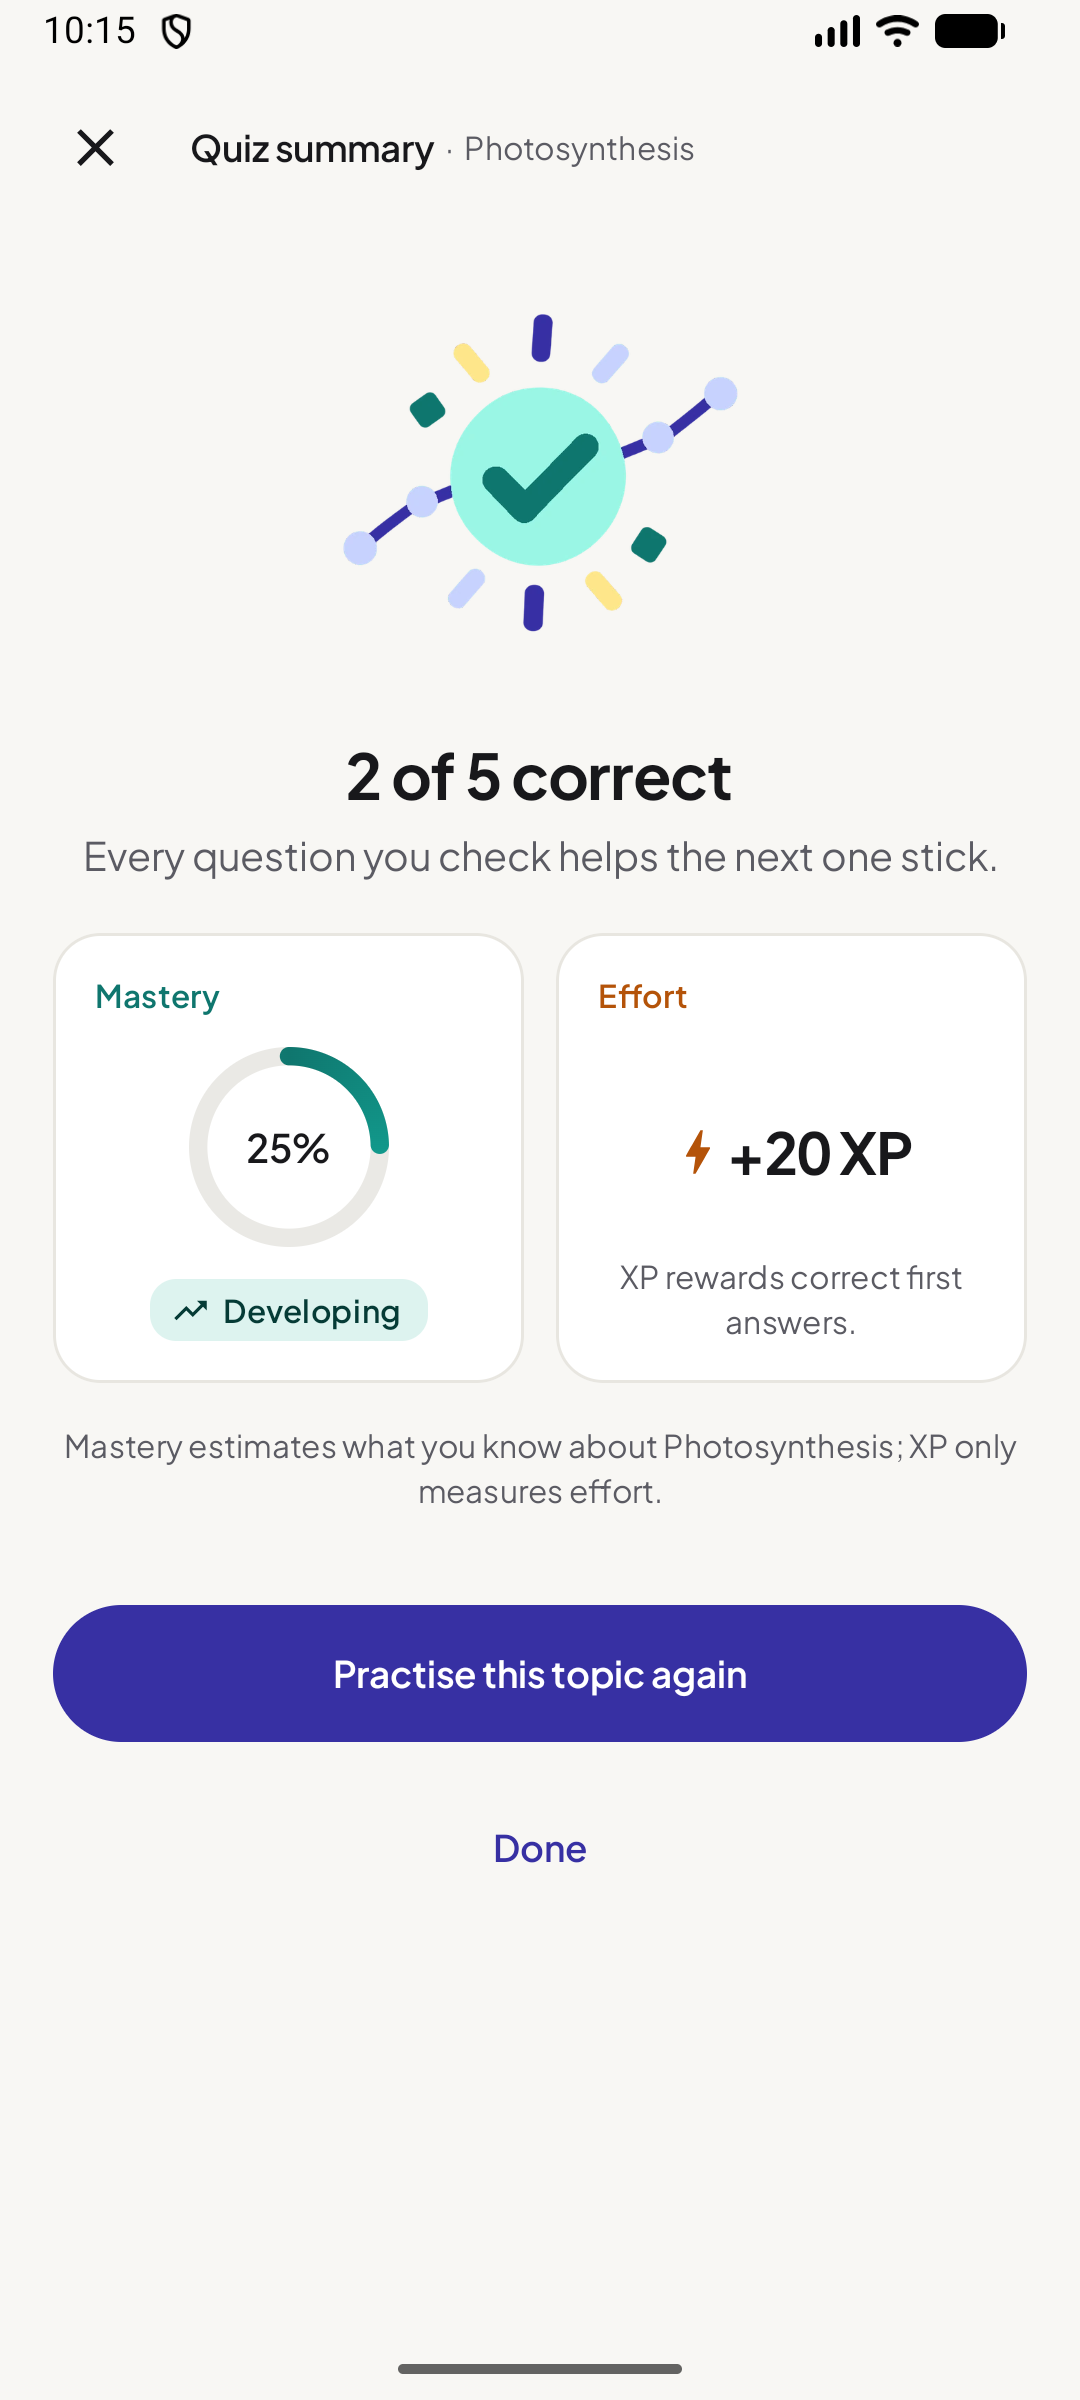 10:15
Quiz summary · Photosynthesis
2 of 5 correct
Every question you check helps the next one stick.
Mastery
25%
Developing
Effort
+20 XP
XP rewards correct first
answers.
Mastery estimates what you know about Photosynthesis; XP only
measures effort.
Practise this topic again
Done